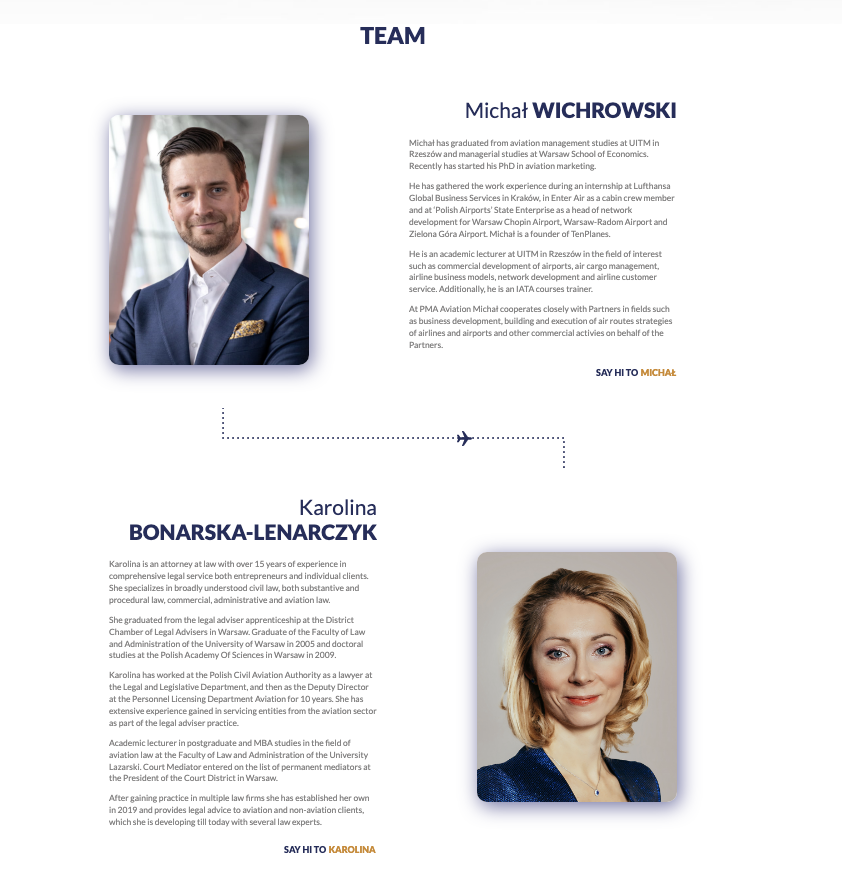 TEAM
Michał WICHROWSKI
Michał has graduated from aviation management studies at UITM in
Rzeszów and managerial studies at Warsaw School of Economics.
Recently has started his PhD in aviation marketing.
He has gathered the work experience during an internship at Lufthansa
Global Business Services in Kraków, in Enter Air as a cabin crew member
and at 'Polish Airports' State Enterprise as a head of network
development for Warsaw Chopin Airport, Warsaw-Radom Airport and
Zielona Góra Airport. Michał is a founder of TenPlanes.
He is an academic lecturer at UITM in Rzeszów in the field of interest
such as commercial development of airports, air cargo management,
airline business models, network development and airline customer
service. Additionally, he is an IATA courses trainer.
At PMA Aviation Michał cooperates closely with Partners in fields such
as business development, building and execution of air routes strategies
of airlines and airports and other commercial activies on behalf of the
Partners.
SAY HI TO MICHAŁ
Karolina
BONARSKA-LENARCZYK
Karolina is an attorney at law with over 15 years of experience in
comprehensive legal service both entrepreneurs and individual clients.
She specializes in broadly understood civil law, both substantive and
procedural law, commercial, administrative and aviation law.
She graduated from the legal adviser apprenticeship at the District
Chamber of Legal Advisers in Warsaw. Graduate of the Faculty of Law
and Administration of the University of Warsaw in 2005 and doctoral
studies at the Polish Academy Of Sciences in Warsaw in 2009.
Karolina has worked at the Polish Civil Aviation Authority as a lawyer at
the Legal and Legislative Department, and then as the Deputy Director
at the Personnel Licensing Department Aviation for 10 years. She has
extensive experience gained in servicing entities from the aviation sector
as part of the legal adviser practice.
Academic lecturer in postgraduate and MBA studies in the field of
aviation law at the Faculty of Law and Administration of the University
Lazarski. Court Mediator entered on the list of permanent mediators at
the President of the Court District in Warsaw.
After gaining practice in multiple law firms she has established her own
in 2019 and provides legal advice to aviation and non-aviation clients,
which she is developing till today with several law experts.
SAY HI TO KAROLINA